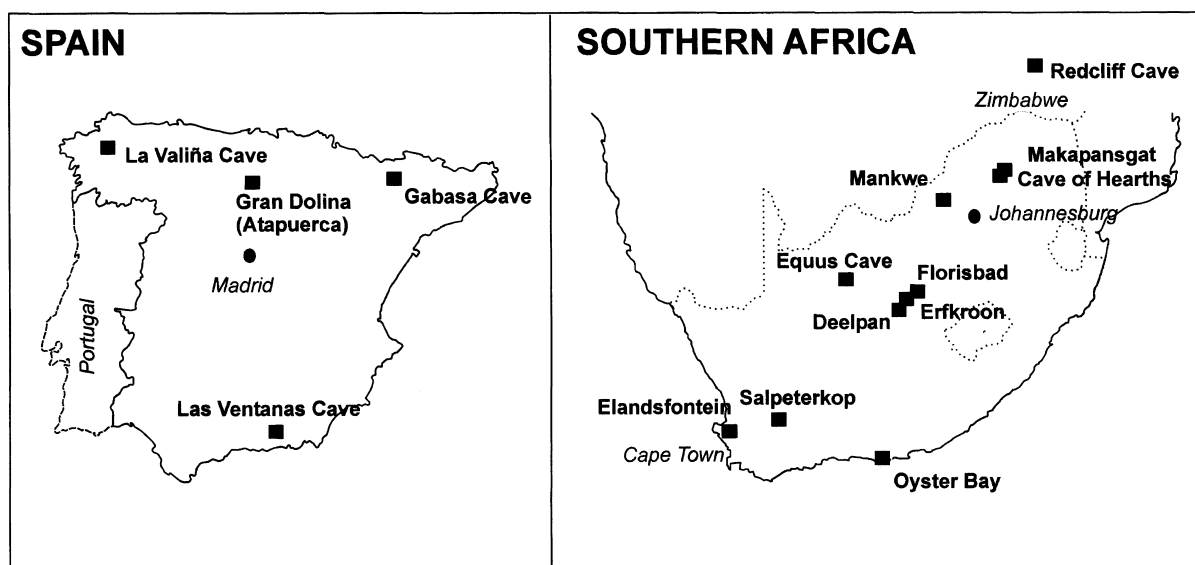 SPAIN
La Valiña Cave
Gran Dolina
(Atapuerca)
Gabasa Cave
Madrid
Portugal
Las Ventanas Cave
SOUTHERN AFRICA
Redcliff Cave
Zimbabwe
Makapansgat
Cave of Hearths
Mankwe
Johannesburg
Equus Cave
Florisbad
Erfkroon
Deelpan
Salpeterkop
Elandsfontein
Cape Town
Oyster Bay